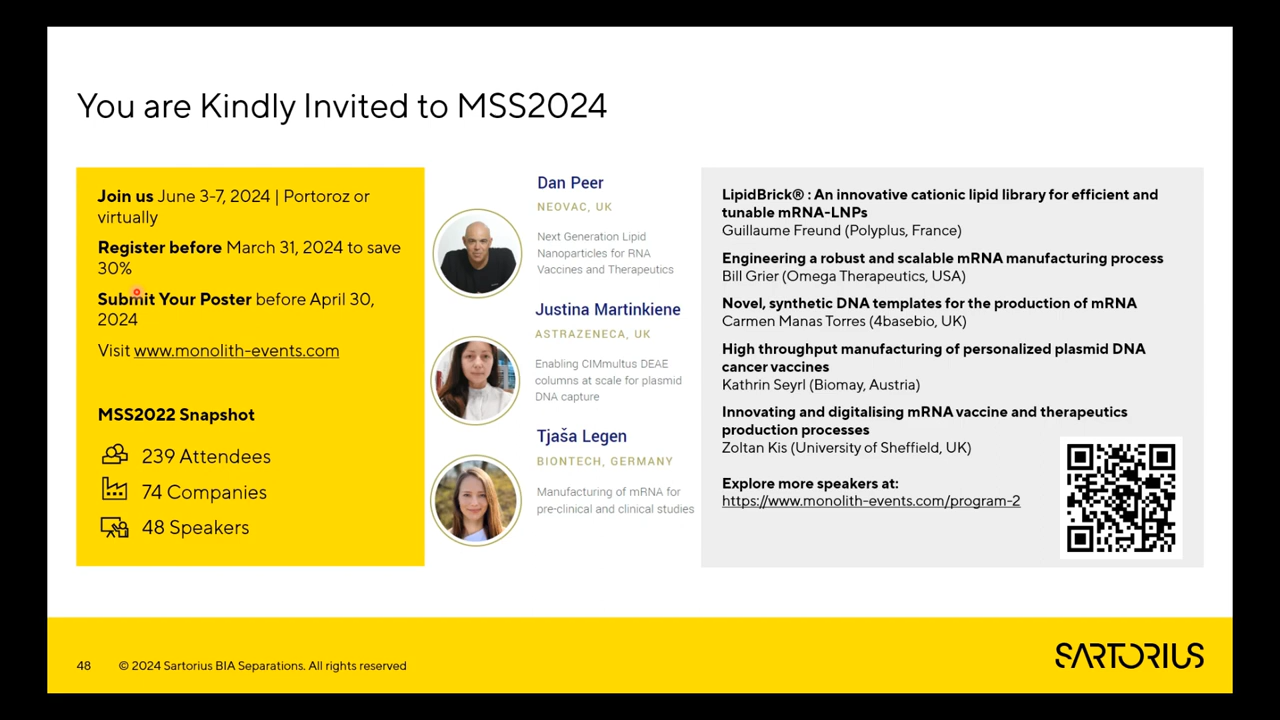 You are Kindly Invited to MSS2024
Join us June 3-7, 2024 | Portoroz or
virtually
Register before March 31, 2024 to save
30%
Submit Your Poster before April 30,
2024
Visit www.monolith-events.com
MSS2022 Snapshot
239 Attendees
74 Companies
48 Speakers
Dan Peer
NEOVAC, UK
Next Generation Lipid
Nanoparticles for RNA
Vaccines and Therapeutics
Justina Martinkiene
ASTRAZENECA, UK
Enabling CIMmultus DEAE
columns at scale for plasmid
DNA capture
Tjaša Legen
BIONTECH, GERMANY
Manufacturing of mRNA for
pre-clinical and clinical studies
LipidBrick® : An innovative cationic lipid library for efficient and
tunable mRNA-LNPs
Guillaume Freund (Polyplus, France)
Engineering a robust and scalable mRNA manufacturing process
Bill Grier (Omega Therapeutics, USA)
Novel, synthetic DNA templates for the production of mRNA
Carmen Manas Torres (4basebio, UK)
High throughput manufacturing of personalized plasmid DNA
cancer vaccines
Kathrin Seyrl (Biomay, Austria)
Innovating and digitalising mRNA vaccine and therapeutics
production processes
Zoltan Kis (University of Sheffield, UK)
Explore more speakers at:
https://www.monolith-events.com/program-2
48 © 2024 Sartorius BIA Separations. All rights reserved
SARTORIUS